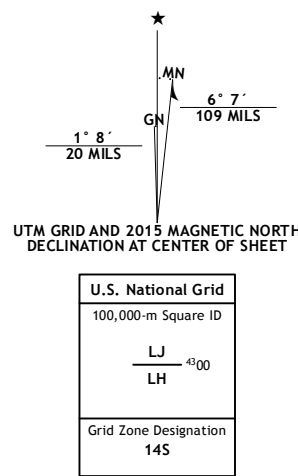 ★
MN
GN
6° 7´
109 MILS
1° 8´
20 MILS
UTM GRID AND 2015 MAGNETIC NORTH
DECLINATION AT CENTER OF SHEET
U.S. National Grid
100,000-m Square ID
LJ
4300
LH
Grid Zone Designation
14S